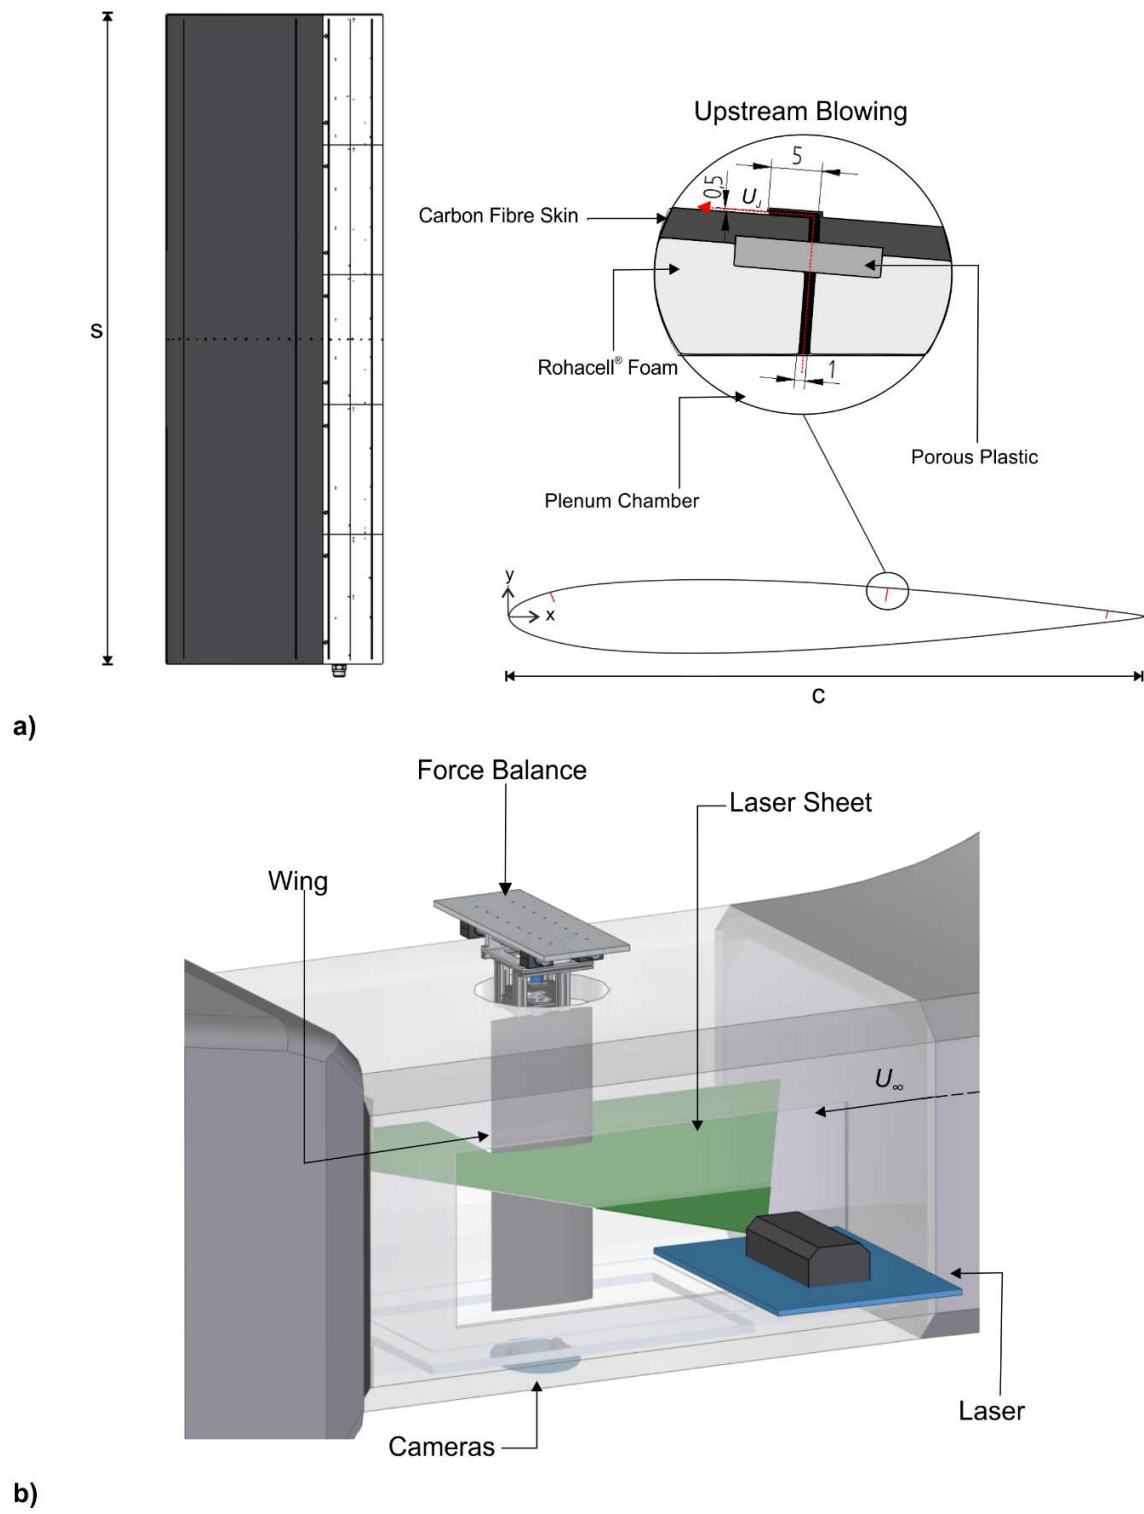 S
Upstream Blowing
5
0,5
U_J
Carbon Fibre Skin
Rohacell® Foam
1
Porous Plastic
Plenum Chamber
y
x
c
a)
Force Balance
Laser Sheet
Wing
U∞
Laser
Cameras
b)